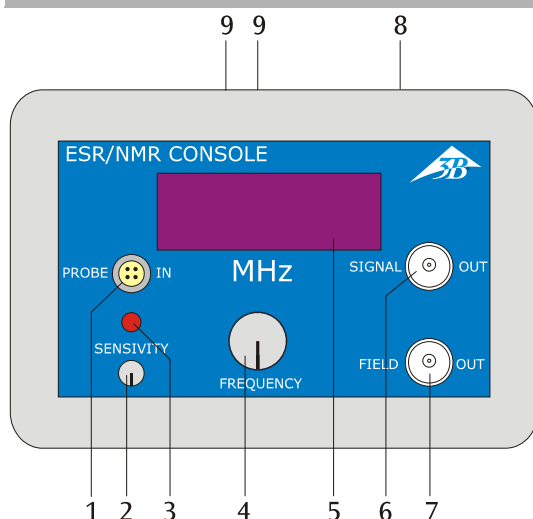 9 9 8
ESR/NMR CONSOLE
3B
PROBE IN
MHz
SIGNAL OUT
SENSIVITY
FREQUENCY
FIELD OUT
1 2 3 4 5 6 7